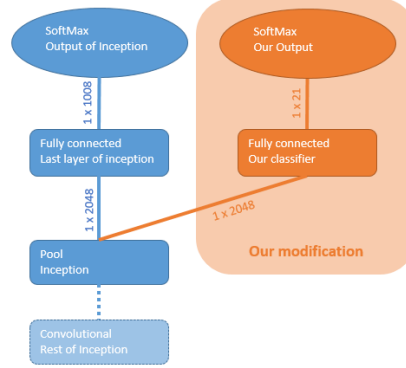 SoftMax
Output of Inception
SoftMax
Our Output
1 x 1008
1 x 21
Fully connected
Last layer of inception
Fully connected
Our classifier
1 x 2048
1 x 2048
Pool
Inception
Our modification
Convolutional
Rest of Inception